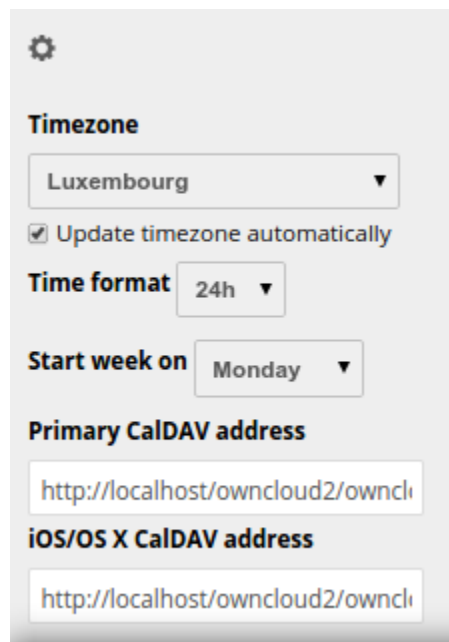 Timezone
Luxembourg
Update timezone automatically
Time format 24h
Start week on Monday
Primary CalDAV address
http://localhost/owncloud2/owncl
iOS/OS X CalDAV address
http://localhost/owncloud2/owncl